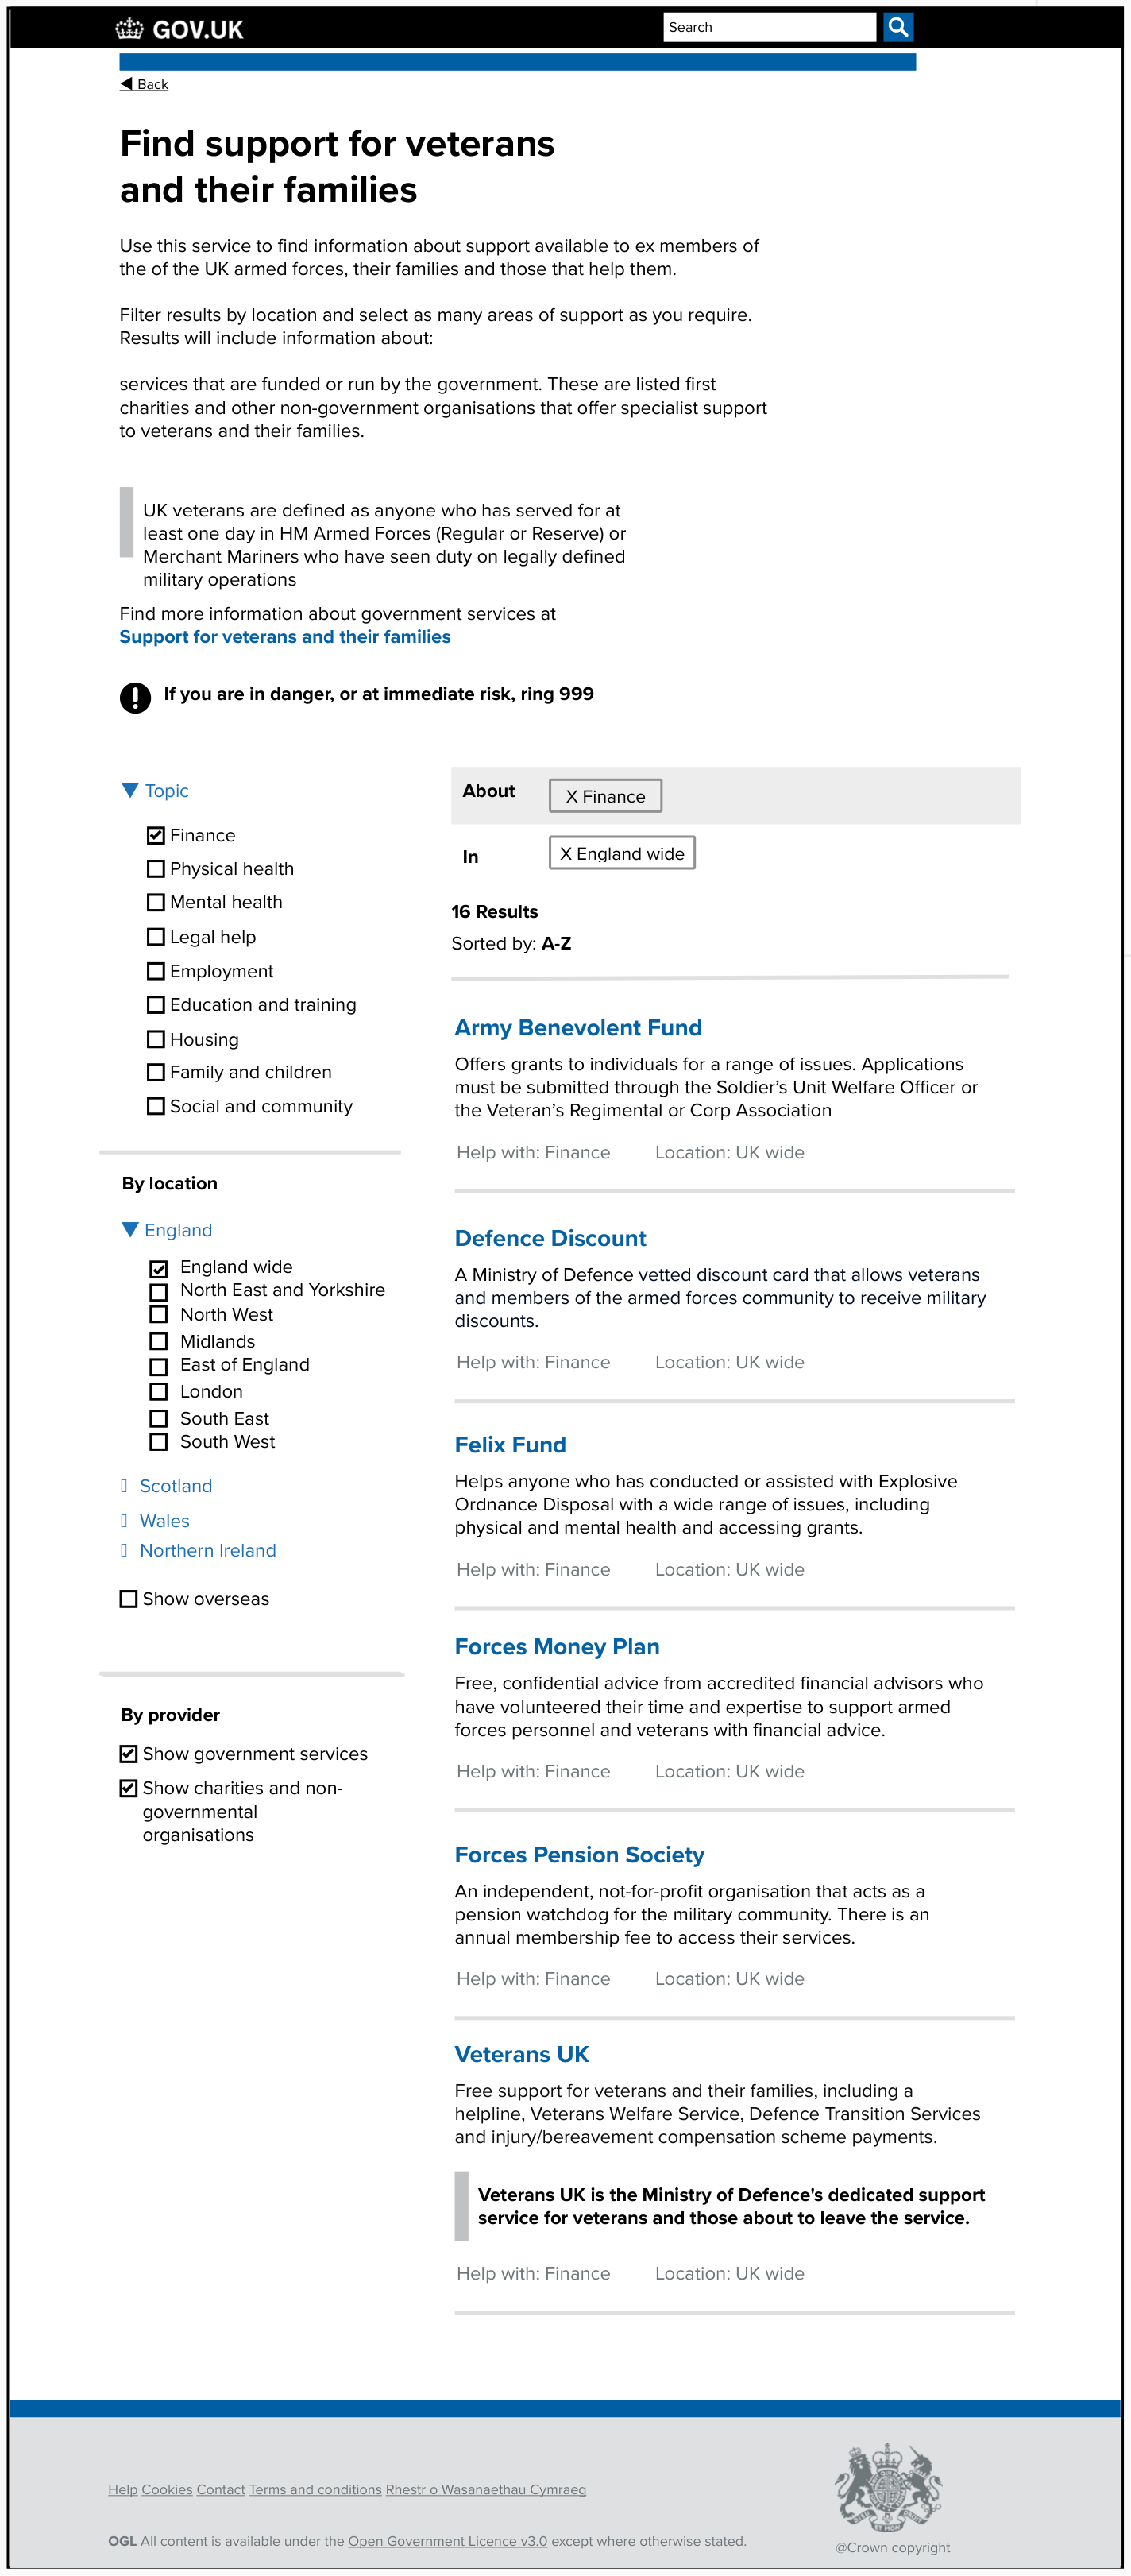 GOV.UK
Search
Back
Find support for veterans
and their families
Use this service to find information about support available to ex members of
the of the UK armed forces, their families and those that help them.
Filter results by location and select as many areas of support as you require.
Results will include information about:
services that are funded or run by the government. These are listed first
charities and other non-government organisations that offer specialist support
to veterans and their families.
UK veterans are defined as anyone who has served for at
least one day in HM Armed Forces (Regular or Reserve) or
Merchant Mariners who have seen duty on legally defined
military operations
Find more information about government services at
Support for veterans and their families
If you are in danger, or at immediate risk, ring 999
Topic
Finance
Physical health
Mental health
Legal help
Employment
Education and training
Housing
Family and children
Social and community
By location
England
England wide
North East and Yorkshire
North West
Midlands
East of England
London
South East
South West
Scotland
Wales
Northern Ireland
Show overseas
By provider
Show government services
Show charities and non-
governmental
organisations
About X Finance
In X England wide
16 Results
Sorted by: A-Z
Army Benevolent Fund
Offers grants to individuals for a range of issues. Applications
must be submitted through the Soldier’s Unit Welfare Officer or
the Veteran’s Regimental or Corp Association
Help with: Finance Location: UK wide
Defence Discount
A Ministry of Defence vetted discount card that allows veterans
and members of the armed forces community to receive military
discounts.
Help with: Finance Location: UK wide
Felix Fund
Helps anyone who has conducted or assisted with Explosive
Ordnance Disposal with a wide range of issues, including
physical and mental health and accessing grants.
Help with: Finance Location: UK wide
Forces Money Plan
Free, confidential advice from accredited financial advisors who
have volunteered their time and expertise to support armed
forces personnel and veterans with financial advice.
Help with: Finance Location: UK wide
Forces Pension Society
An independent, not-for-profit organisation that acts as a
pension watchdog for the military community. There is an
annual membership fee to access their services.
Help with: Finance Location: UK wide
Veterans UK
Free support for veterans and their families, including a
helpline, Veterans Welfare Service, Defence Transition Services
and injury/bereavement compensation scheme payments.
Veterans UK is the Ministry of Defence's dedicated support
service for veterans and those about to leave the service.
Help with: Finance Location: UK wide
Help Cookies Contact Terms and conditions Rhestr o Wasanaethau Cymraeg
OGL All content is available under the Open Government Licence v3.0 except where otherwise stated.
@Crown copyright